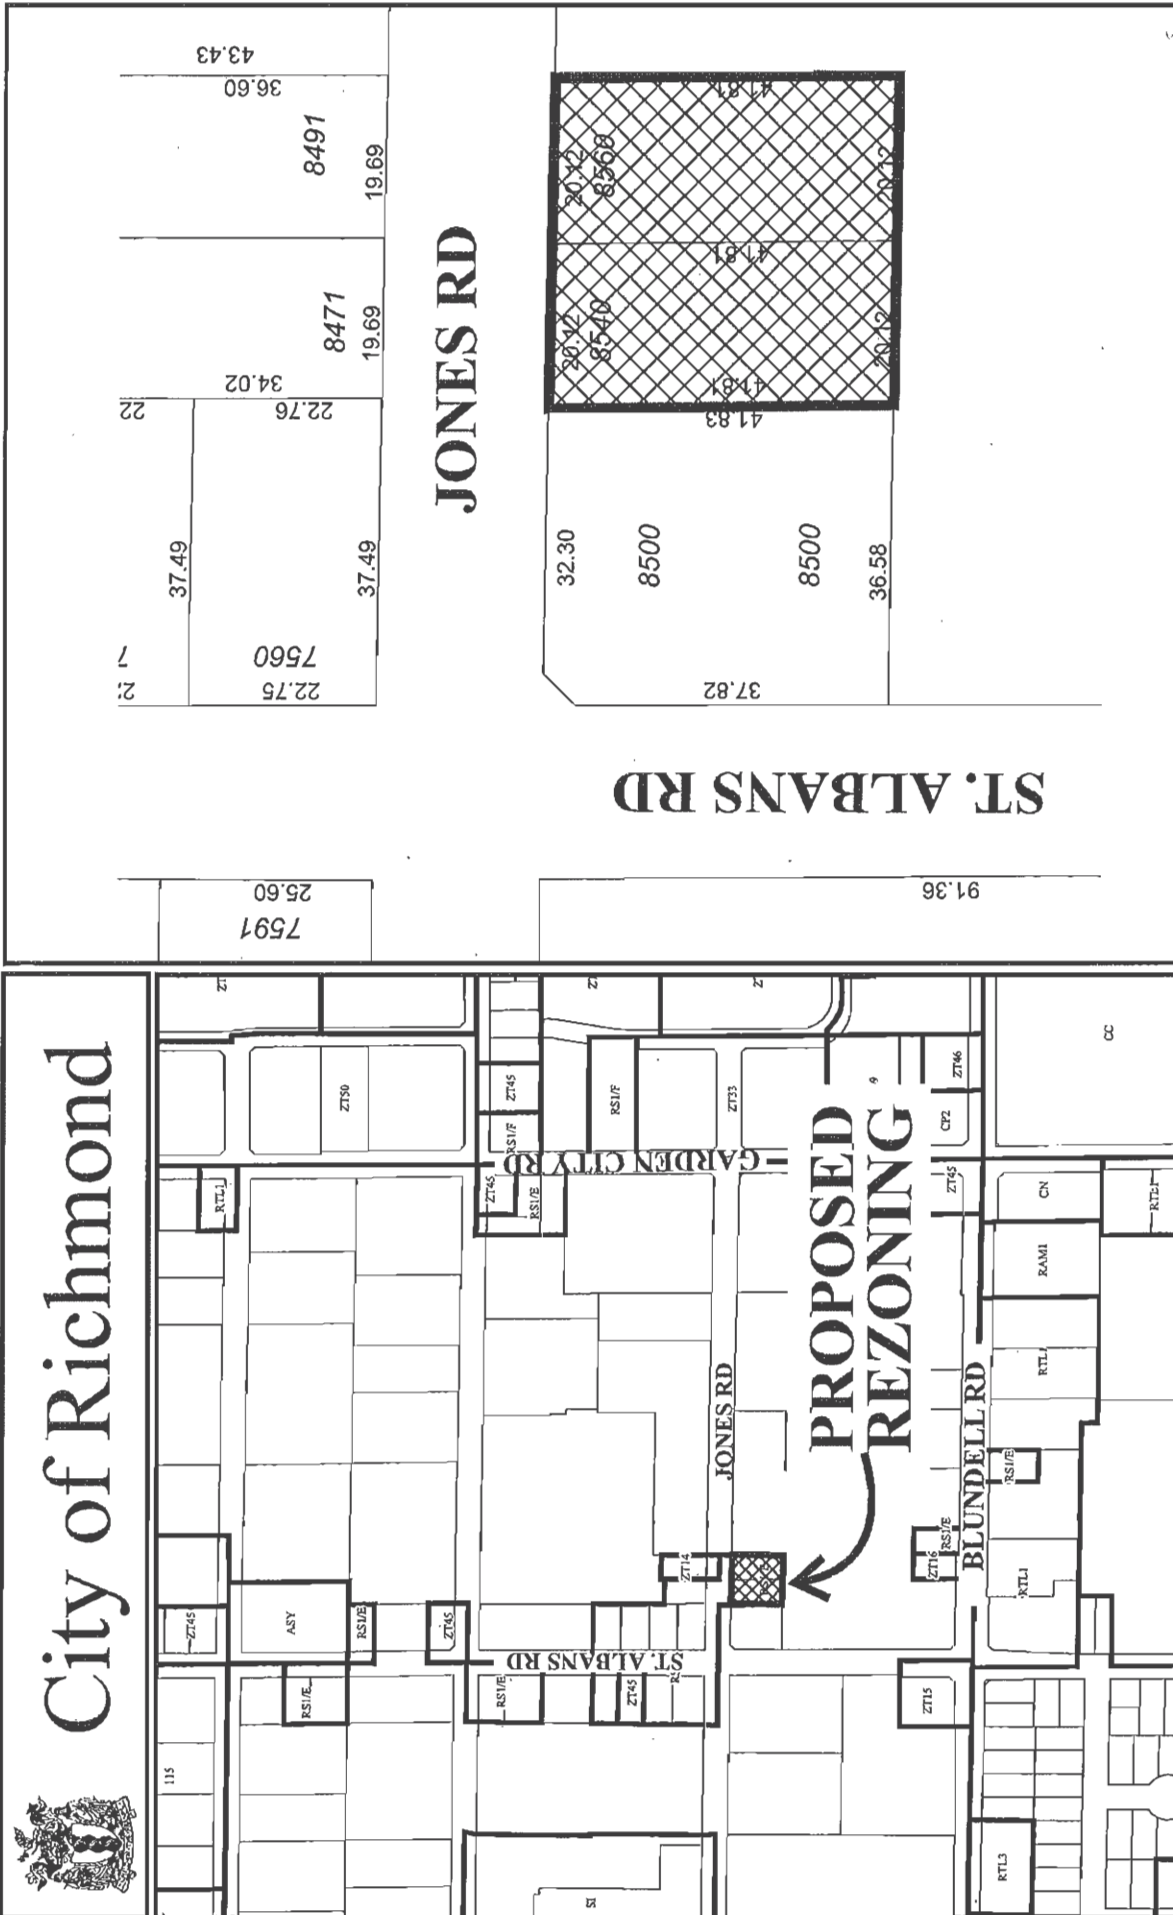 City of Richmond
ZT50
ZT45
RS1/F
RS1/F
ZT33
ZT46
CP2
CC
GARDEN CITY RD
RTL1
ZT45
RS1/E
ZT45
CN
RAM1
RTL1
PROPOSED
REZONING
JONES RD
BLUNDELL RD
RS1/E
RS1/E
ZT16
ZT14
RTL1
ZT45
ASY
RS1/E
ZT45
ST. ALBANS RD
RS1/E
RS1/E
ZT45
ZT15
115
SI
RTL3
43.43
36.60
8491
19.69
8471
19.69
34.02
22
22.76
37.49
37.49
7560
22.75
JONES RD
41.81
20.12
8560
20.12
41.81
20.12
8540
20.12
41.81
41.83
32.30
8500
8500
36.58
37.82
ST. ALBANS RD
25.60
7591
91.36